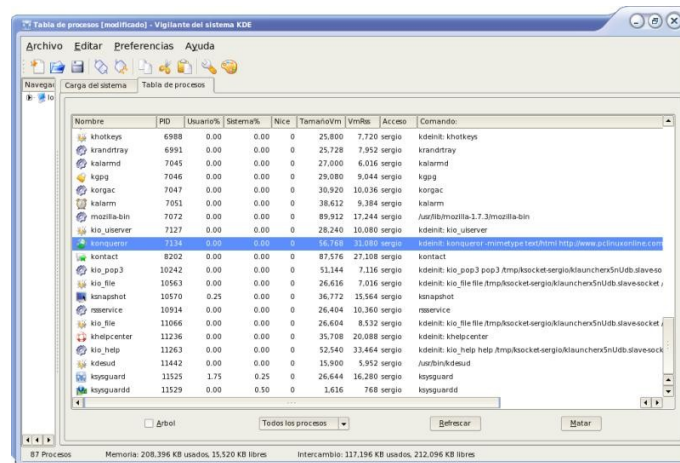 Tabla de procesos [modificado] - Vigilante del sistema KDE
Archivo Editar Preferencias Ayuda
Navegac Carga del sistema Tabla de procesos
lo
Nombre PID Usuario% Sistema% Nice TamañoVm VmRss Acceso Comando:
khotkeys 6988 0.00 0.00 0 25,800 7,720 sergio kdeinit: khotkeys
krandrtray 6991 0.00 0.00 0 25,728 7,952 sergio krandrtray
kalarmd 7045 0.00 0.00 0 27,000 6,016 sergio kalarmd
kgpg 7046 0.00 0.00 0 29,080 9,044 sergio kgpg
korgac 7047 0.00 0.00 0 30,920 10,036 sergio korgac
kalarm 7051 0.00 0.00 0 38,612 9,384 sergio kalarm
mozilla-bin 7072 0.00 0.00 0 89,912 17,244 sergio /usr/lib/mozilla-1.7.3/mozilla-bin
kio_uiserver 7127 0.00 0.00 0 28,240 10,080 sergio kdeinit: kio_uiserver
konqueror 7134 0.00 0.00 0 56,768 31,080 sergio kdeinit: konqueror -mimetype text/html http://www.pclinuxonline.com
kontact 8202 0.00 0.00 0 87,576 27,108 sergio kontact
kio_pop3 10242 0.00 0.00 0 51,144 7,116 sergio kdeinit: kio_pop3 pop3 /tmp/ksocket-sergio/klauncherx5nUdb.slave-so
kio_file 10563 0.00 0.00 0 26,616 7,016 sergio kdeinit: kio_file file /tmp/ksocket-sergio/klauncherx5nUdb.slave-socket /
ksnapshot 10570 0.25 0.00 0 36,772 15,564 sergio ksnapshot
rssservice 10914 0.00 0.00 0 26,404 10,360 sergio rssservice
kio_file 11066 0.00 0.00 0 26,604 8,532 sergio kdeinit: kio_file file /tmp/ksocket-sergio/klauncherx5nUdb.slave-socket /
khelpcenter 11236 0.00 0.00 0 35,708 20,088 sergio kdeinit: khelpcenter
kio_help 11263 0.00 0.00 0 52,540 33,464 sergio kdeinit: kio_help help /tmp/ksocket-sergio/klauncherx5nUdb.slave-sock
kdesud 11442 0.00 0.00 0 15,900 5,952 sergio /usr/bin/kdesud
ksysguard 11525 1.75 0.25 0 26,644 16,280 sergio ksysguard
ksysguardd 11529 0.00 0.50 0 1,616 768 sergio ksysguardd
Árbol Todos los procesos Refrescar Matar
87 Procesos Memoria: 208,396 KB usados, 15,520 KB libres Intercambio: 117,196 KB usados, 212,096 KB libres